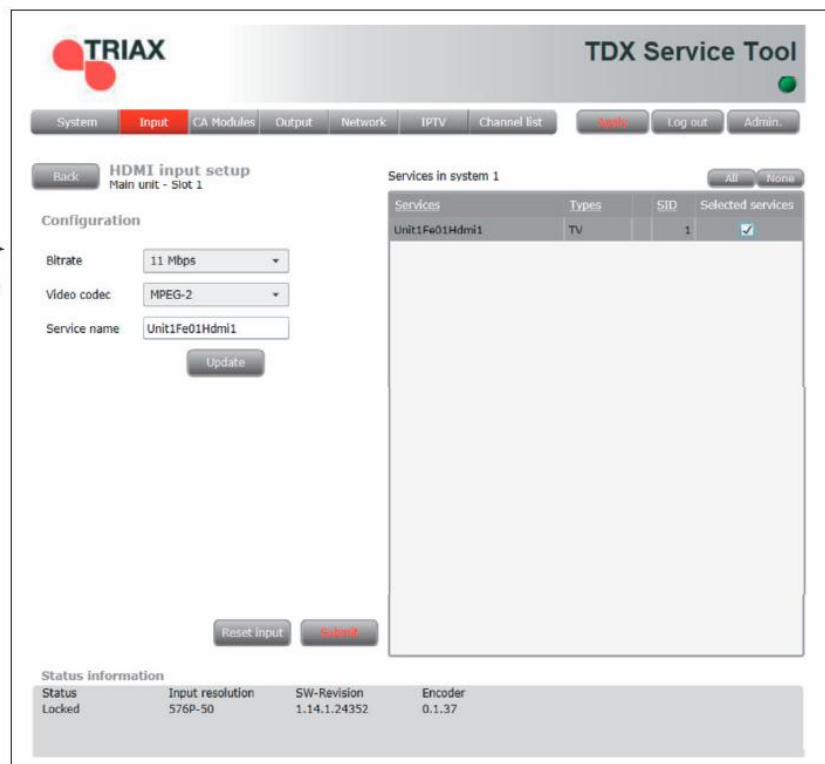 TRIAX
TDX Service Tool
System Input CA Modules Output Network IPTV Channel list Apply Log out Admin.
Back HDMI input setup
Main unit - Slot 1
Services in system 1 All None
Configuration
Services Types SID Selected services
Unit1Fe01Hdmi1 TV 1
Bitrate 11 Mbps
Video codec MPEG-2
Service name Unit1Fe01Hdmi1
Update
Reset input Submit
Status information
Status Input resolution SW-Revision Encoder
Locked 576P-50 1.14.1.24352 0.1.37